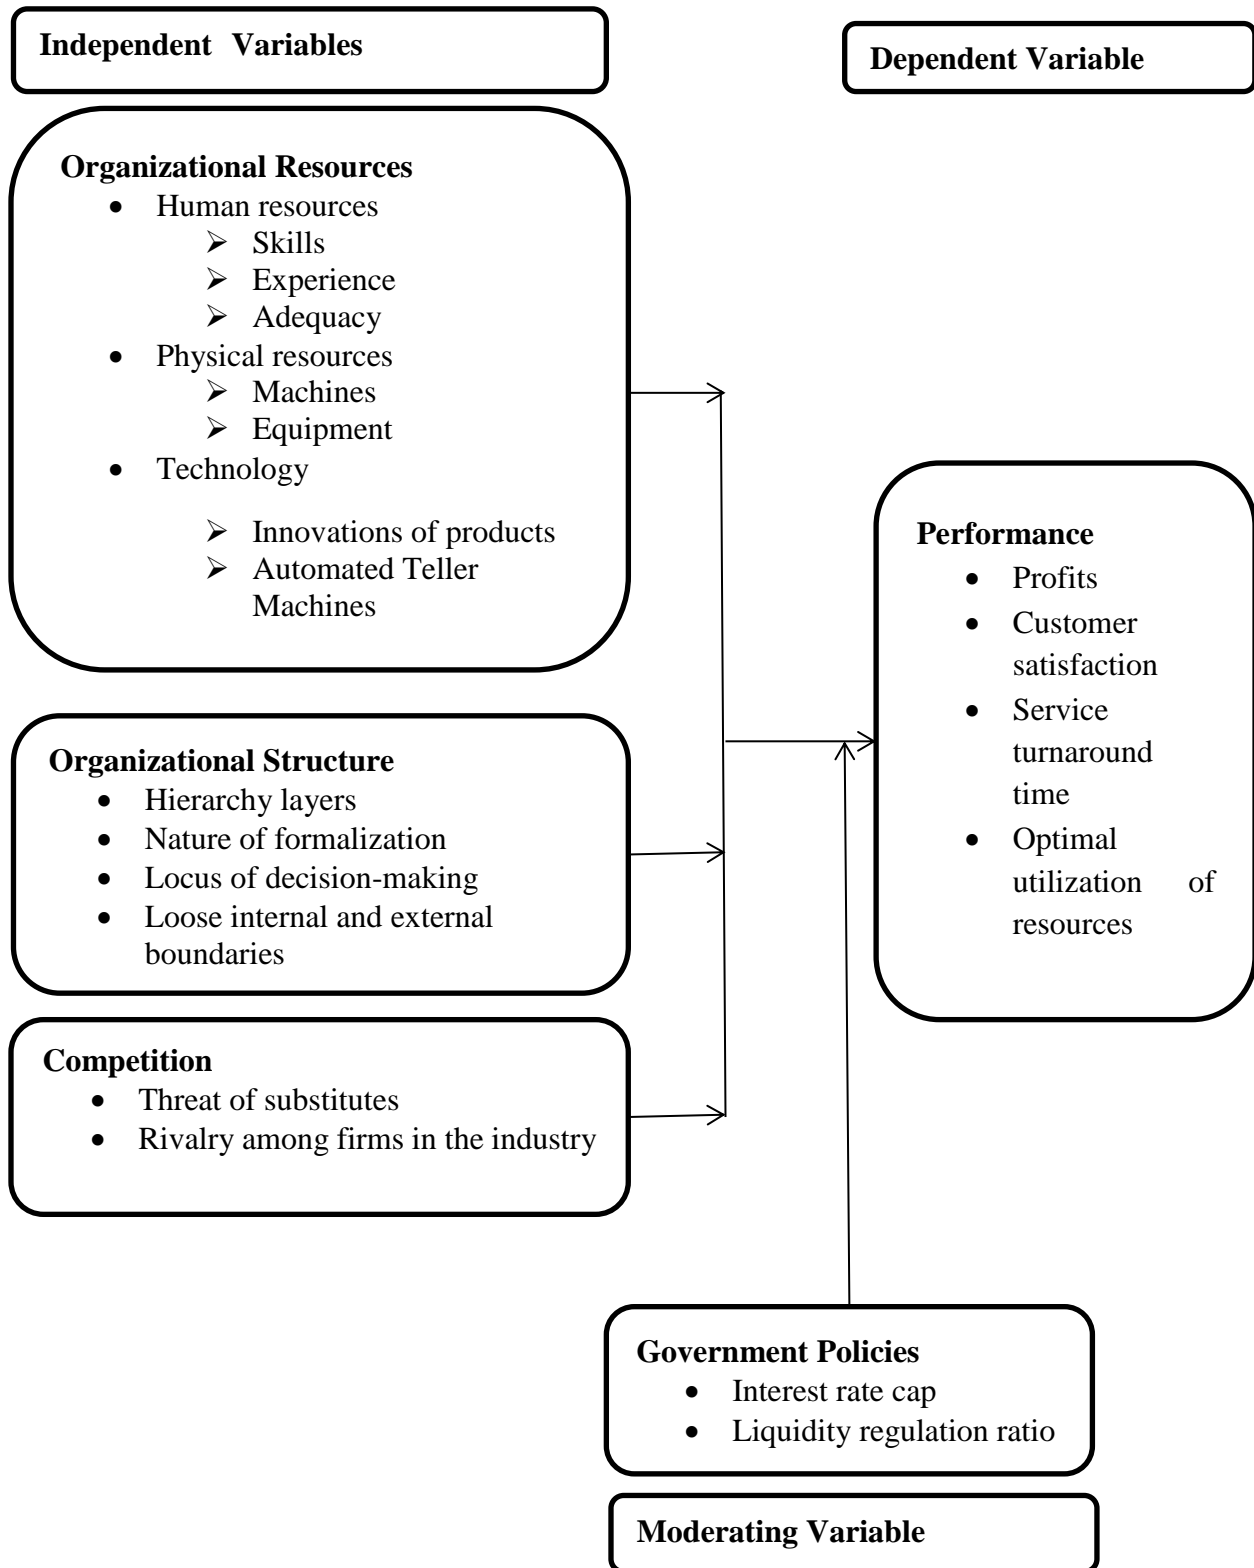 Independent Variables
Dependent Variable
Organizational Resources
• Human resources
➢ Skills
➢ Experience
➢ Adequacy
• Physical resources
➢ Machines
➢ Equipment
• Technology
➢ Innovations of products
➢ Automated Teller
Machines
Organizational Structure
• Hierarchy layers
• Nature of formalization
• Locus of decision-making
• Loose internal and external
boundaries
Competition
• Threat of substitutes
• Rivalry among firms in the industry
Performance
• Profits
• Customer
satisfaction
• Service
turnaround
time
• Optimal
utilization of
resources
Government Policies
• Interest rate cap
• Liquidity regulation ratio
Moderating Variable